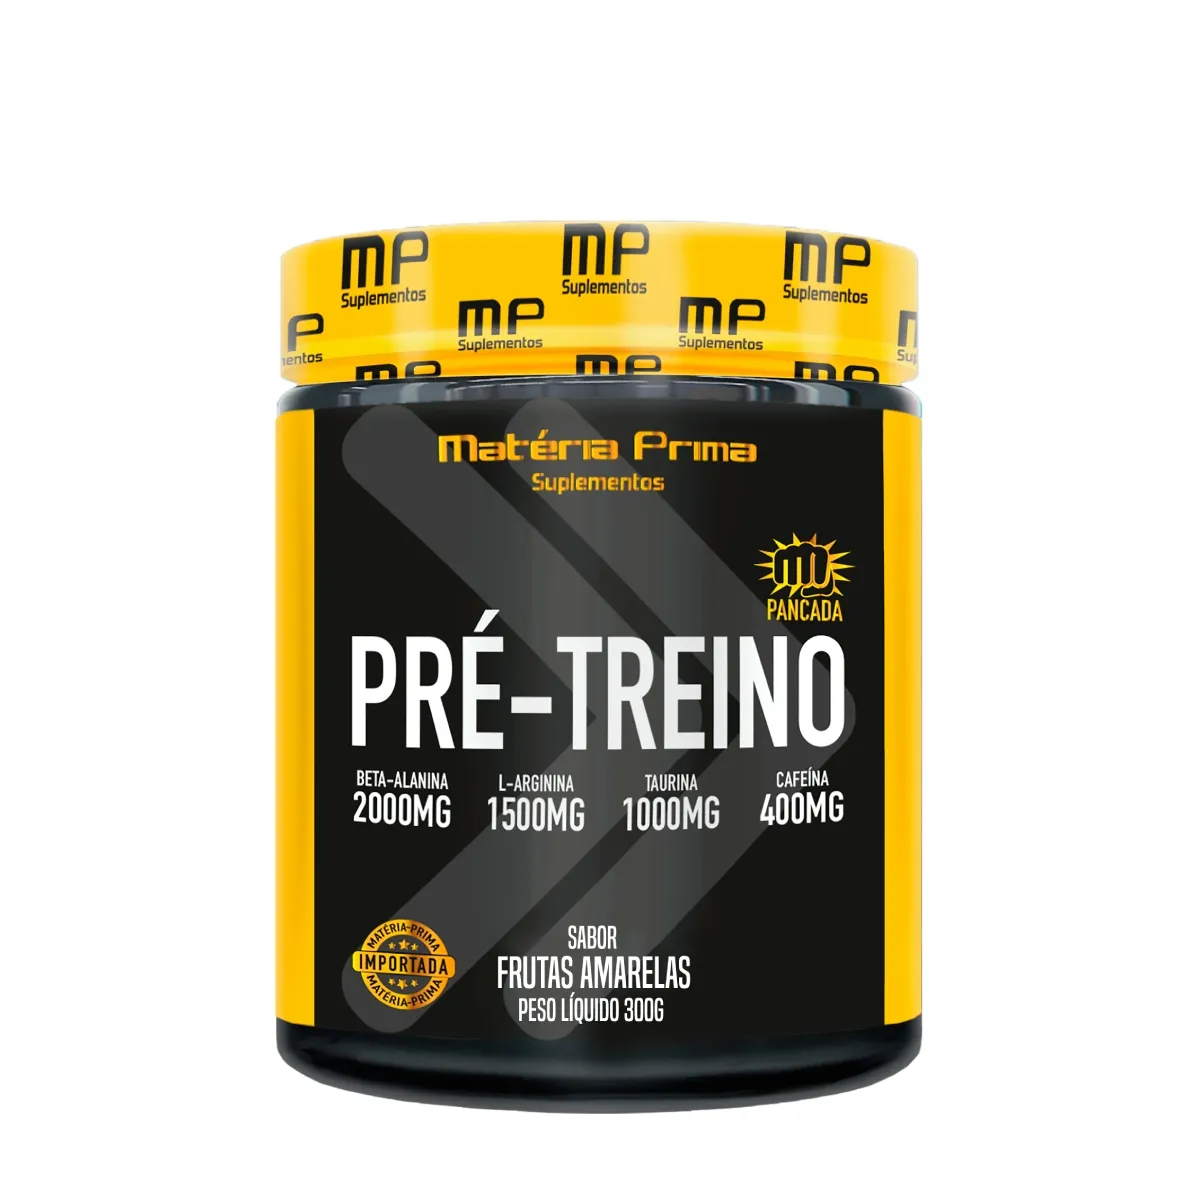 MP
Suplementos
MP
Suplementos
MP
Suplementos
MP
Suplementos
MP
Suplementos
Matéria Prima
Suplementos
PANCADA
PRÉ-TREINO
BETA-ALANINA
2000MG
L-ARGININA
1500MG
TAURINA
1000MG
CAFEÍNA
400MG
MATÉRIA-PRIMA
IMPORTADA
MATÉRIA-PRIMA
SABOR
FRUTAS AMARELAS
PESO LÍQUIDO 300G